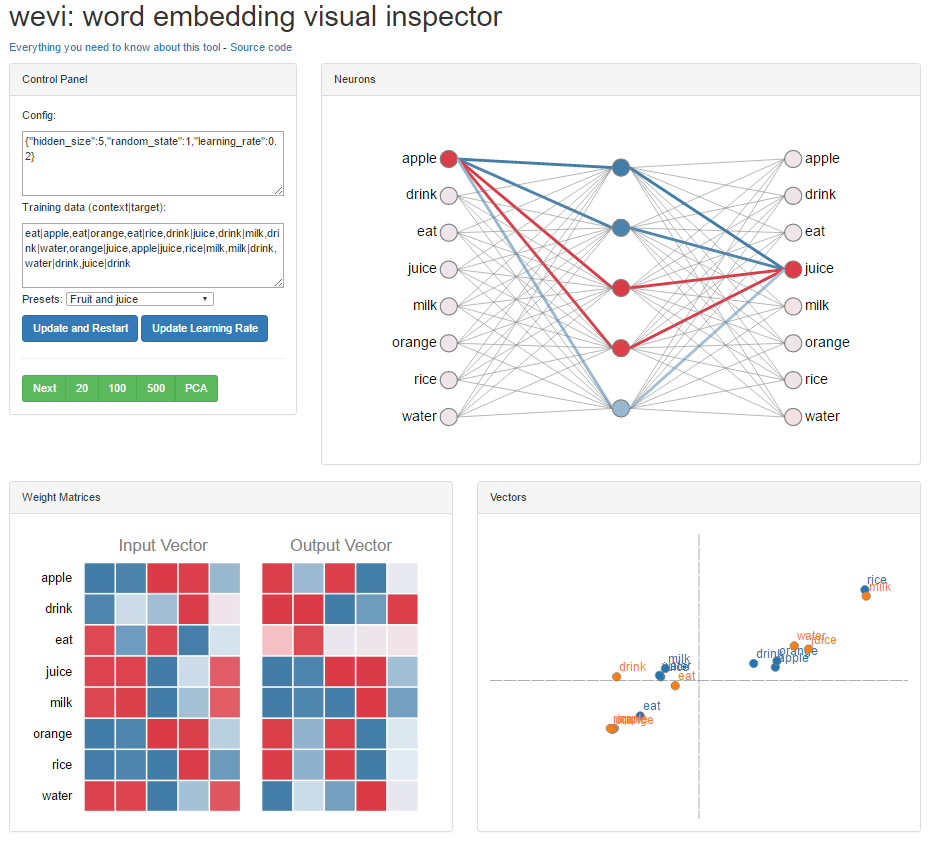 wevi: word embedding visual inspector
Everything you need to know about this tool - Source code
Control Panel
Config:
{"hidden_size":5,"random_state":1,"learning_rate":0.
2}
Training data (context|target):
eat|apple,eat|orange,eat|rice,drink|juice,drink|milk,dri
nk|water,orange|juice,apple|juice,rice|milk,milk|drink,
water|drink,juice|drink
Presets: Fruit and juice
Update and Restart Update Learning Rate
Next 20 100 500 PCA
Neurons
apple apple
drink drink
eat eat
juice juice
milk milk
orange orange
rice rice
water water
Weight Matrices
Input Vector Output Vector
apple
drink
eat
juice
milk
orange
rice
water
Vectors
rice
milk
water
juice
orange
drink
apple
milk
drink
eat
eat
orange